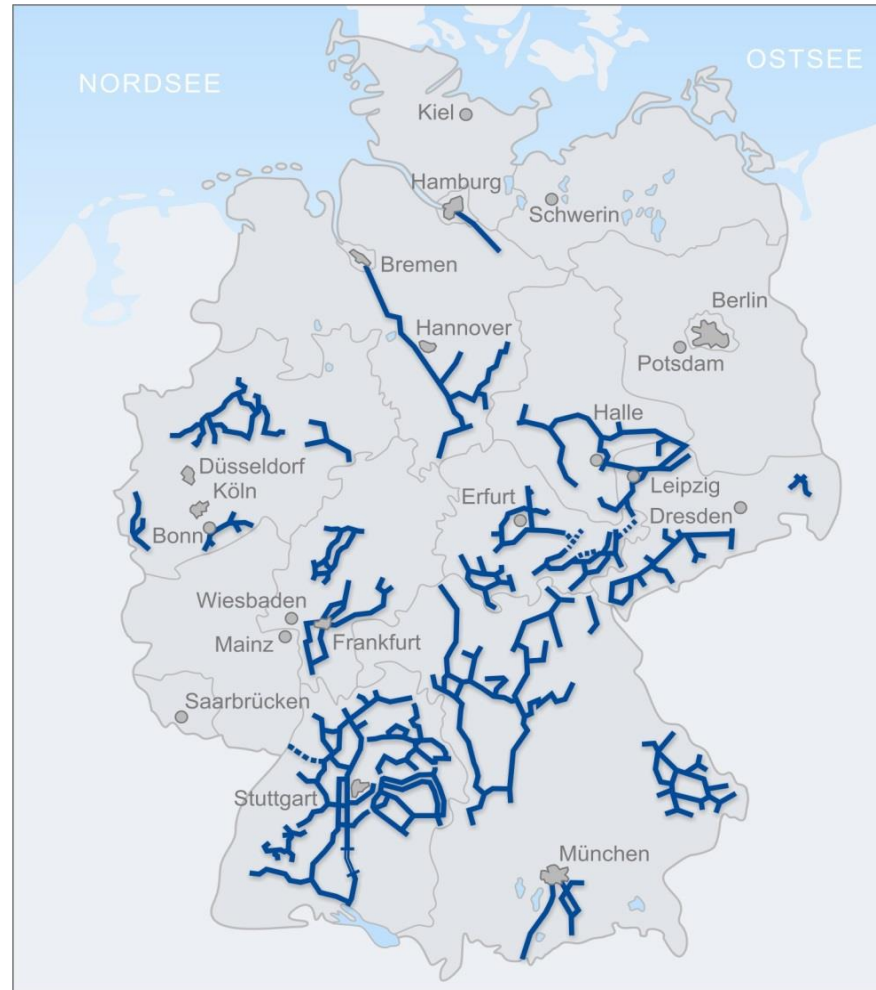 NORDSEE
OSTSEE
Kiel
Hamburg
Schwerin
Bremen
Berlin
Hannover
Potsdam
Halle
Düsseldorf
Köln
Erfurt
Leipzig
Dresden
Bonn
Wiesbaden
Mainz
Frankfurt
Saarbrücken
Stuttgart
München